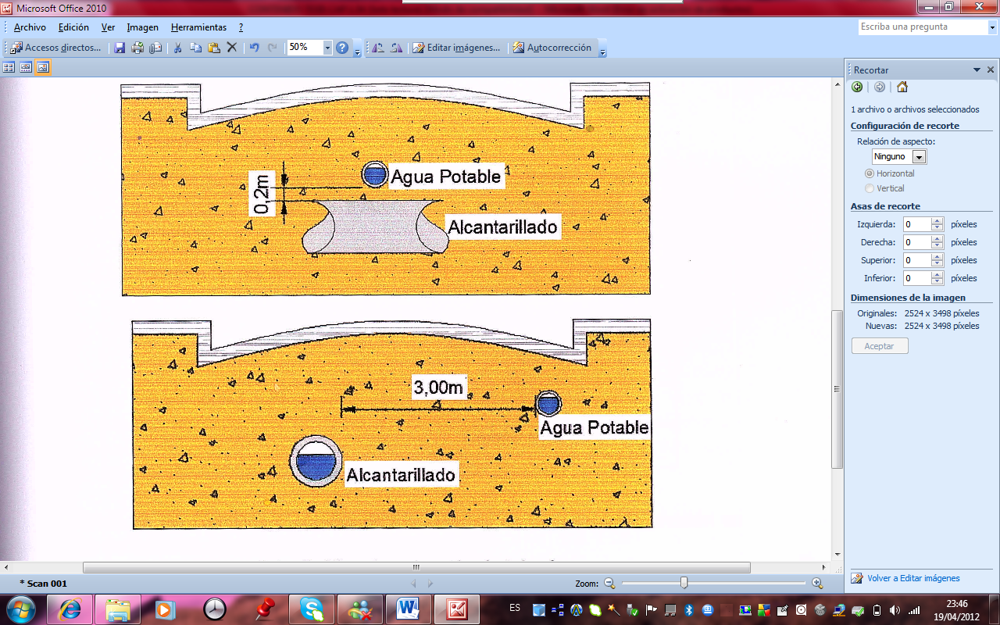 Microsoft Office 2010
Archivo Edición Ver Imagen Herramientas ?
Escriba una pregunta
Accesos directos... 50% Editar imágenes... Autocorrección
Recortar
1 archivo o archivos seleccionados
Configuración de recorte
Relación de aspecto:
Ninguno
Horizontal
Vertical
Asas de recorte
Izquierda: 0 píxeles
Derecha: 0 píxeles
Superior: 0 píxeles
Inferior: 0 píxeles
Dimensiones de la imagen
Originales: 2524 x 3498 píxeles
Nuevas: 2524 x 3498 píxeles
Aceptar
Volver a Editar imágenes
Agua Potable
0,2m
Alcantarillado
3,00m
Agua Potable
Alcantarillado
* Scan 001
Zoom:
ES
23:46
19/04/2012